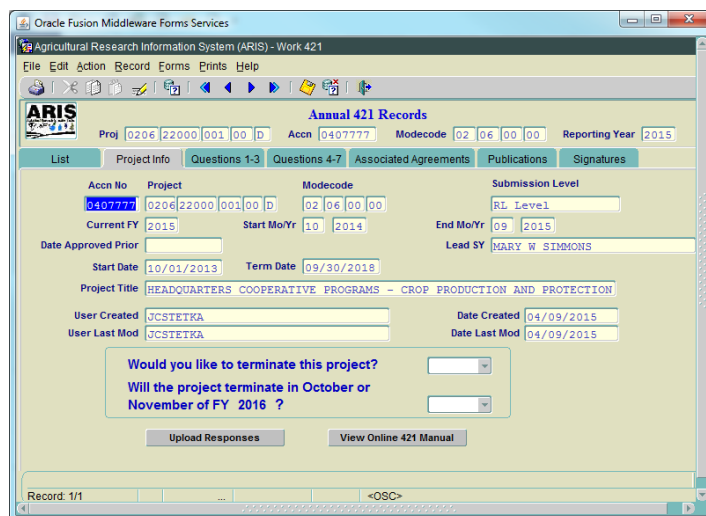 Oracle Fusion Middleware Forms Services
Agricultural Research Information System (ARIS) - Work 421
File Edit Action Record Forms Prints Help
ARIS
Annual 421 Records
Proj 0206 22000 001 00 D Accn 0407777 Modecode 02 06 00 00 Reporting Year 2015
List Project Info Questions 1-3 Questions 4-7 Associated Agreements Publications Signatures
Accn No Project Modecode Submission Level
0407777 0206 22000 001 00 D 02 06 00 00 RL Level
Current FY 2015 Start Mo/Yr 10 2014 End Mo/Yr 09 2015
Date Approved Prior Lead SY MARY W SIMMONS
Start Date 10/01/2013 Term Date 09/30/2018
Project Title HEADQUARTERS COOPERATIVE PROGRAMS - CROP PRODUCTION AND PROTECTION
User Created JCSTETKA Date Created 04/09/2015
User Last Mod JCSTETKA Date Last Mod 04/09/2015
Would you like to terminate this project?
Will the project terminate in October or
November of FY 2016 ?
Upload Responses View Online 421 Manual
Record: 1/1 ... <OSC>